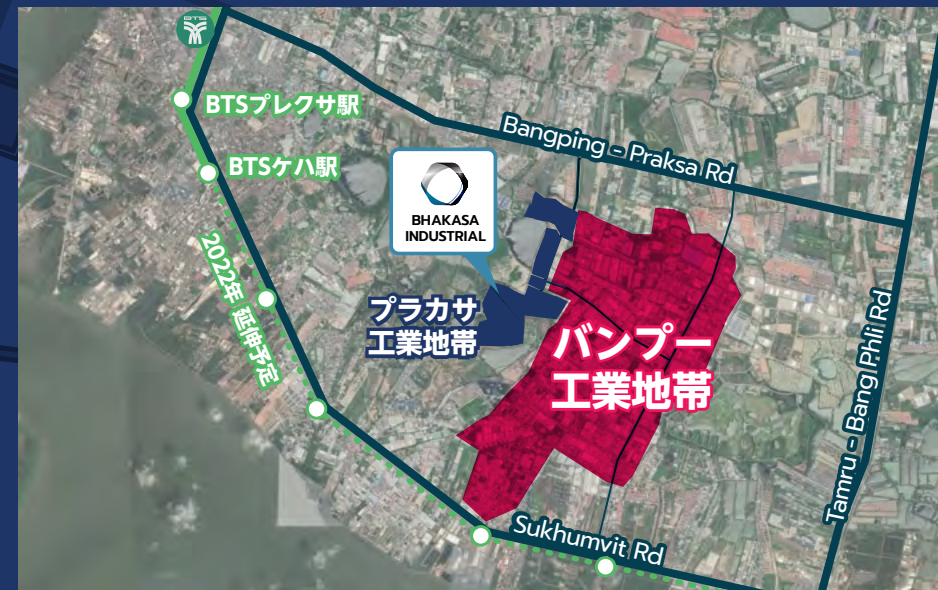 BTS
BTSプレクサ駅
BTSケハ駅
2022年 延伸予定
Bangping - Praksa Rd
BHAKASA
INDUSTRIAL
プラカサ
工業地帯
バンプー
工業地帯
Tamru - Bang Phli Rd
Sukhumvit Rd